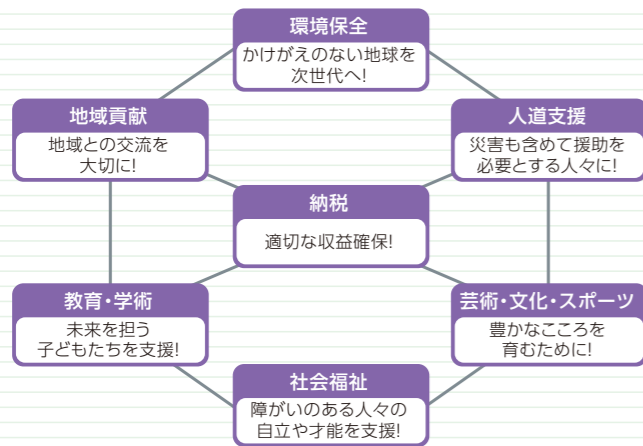 環境保全
かけがえのない地球を
次世代へ!
地域貢献
地域との交流を
大切に!
人道支援
災害も含めて援助を
必要とする人々に!
納税
適切な収益確保!
教育・学術
未来を担う
子どもたちを支援!
芸術・文化・スポーツ
豊かなこころを
育むために!
社会福祉
障がいのある人々の
自立や才能を支援!